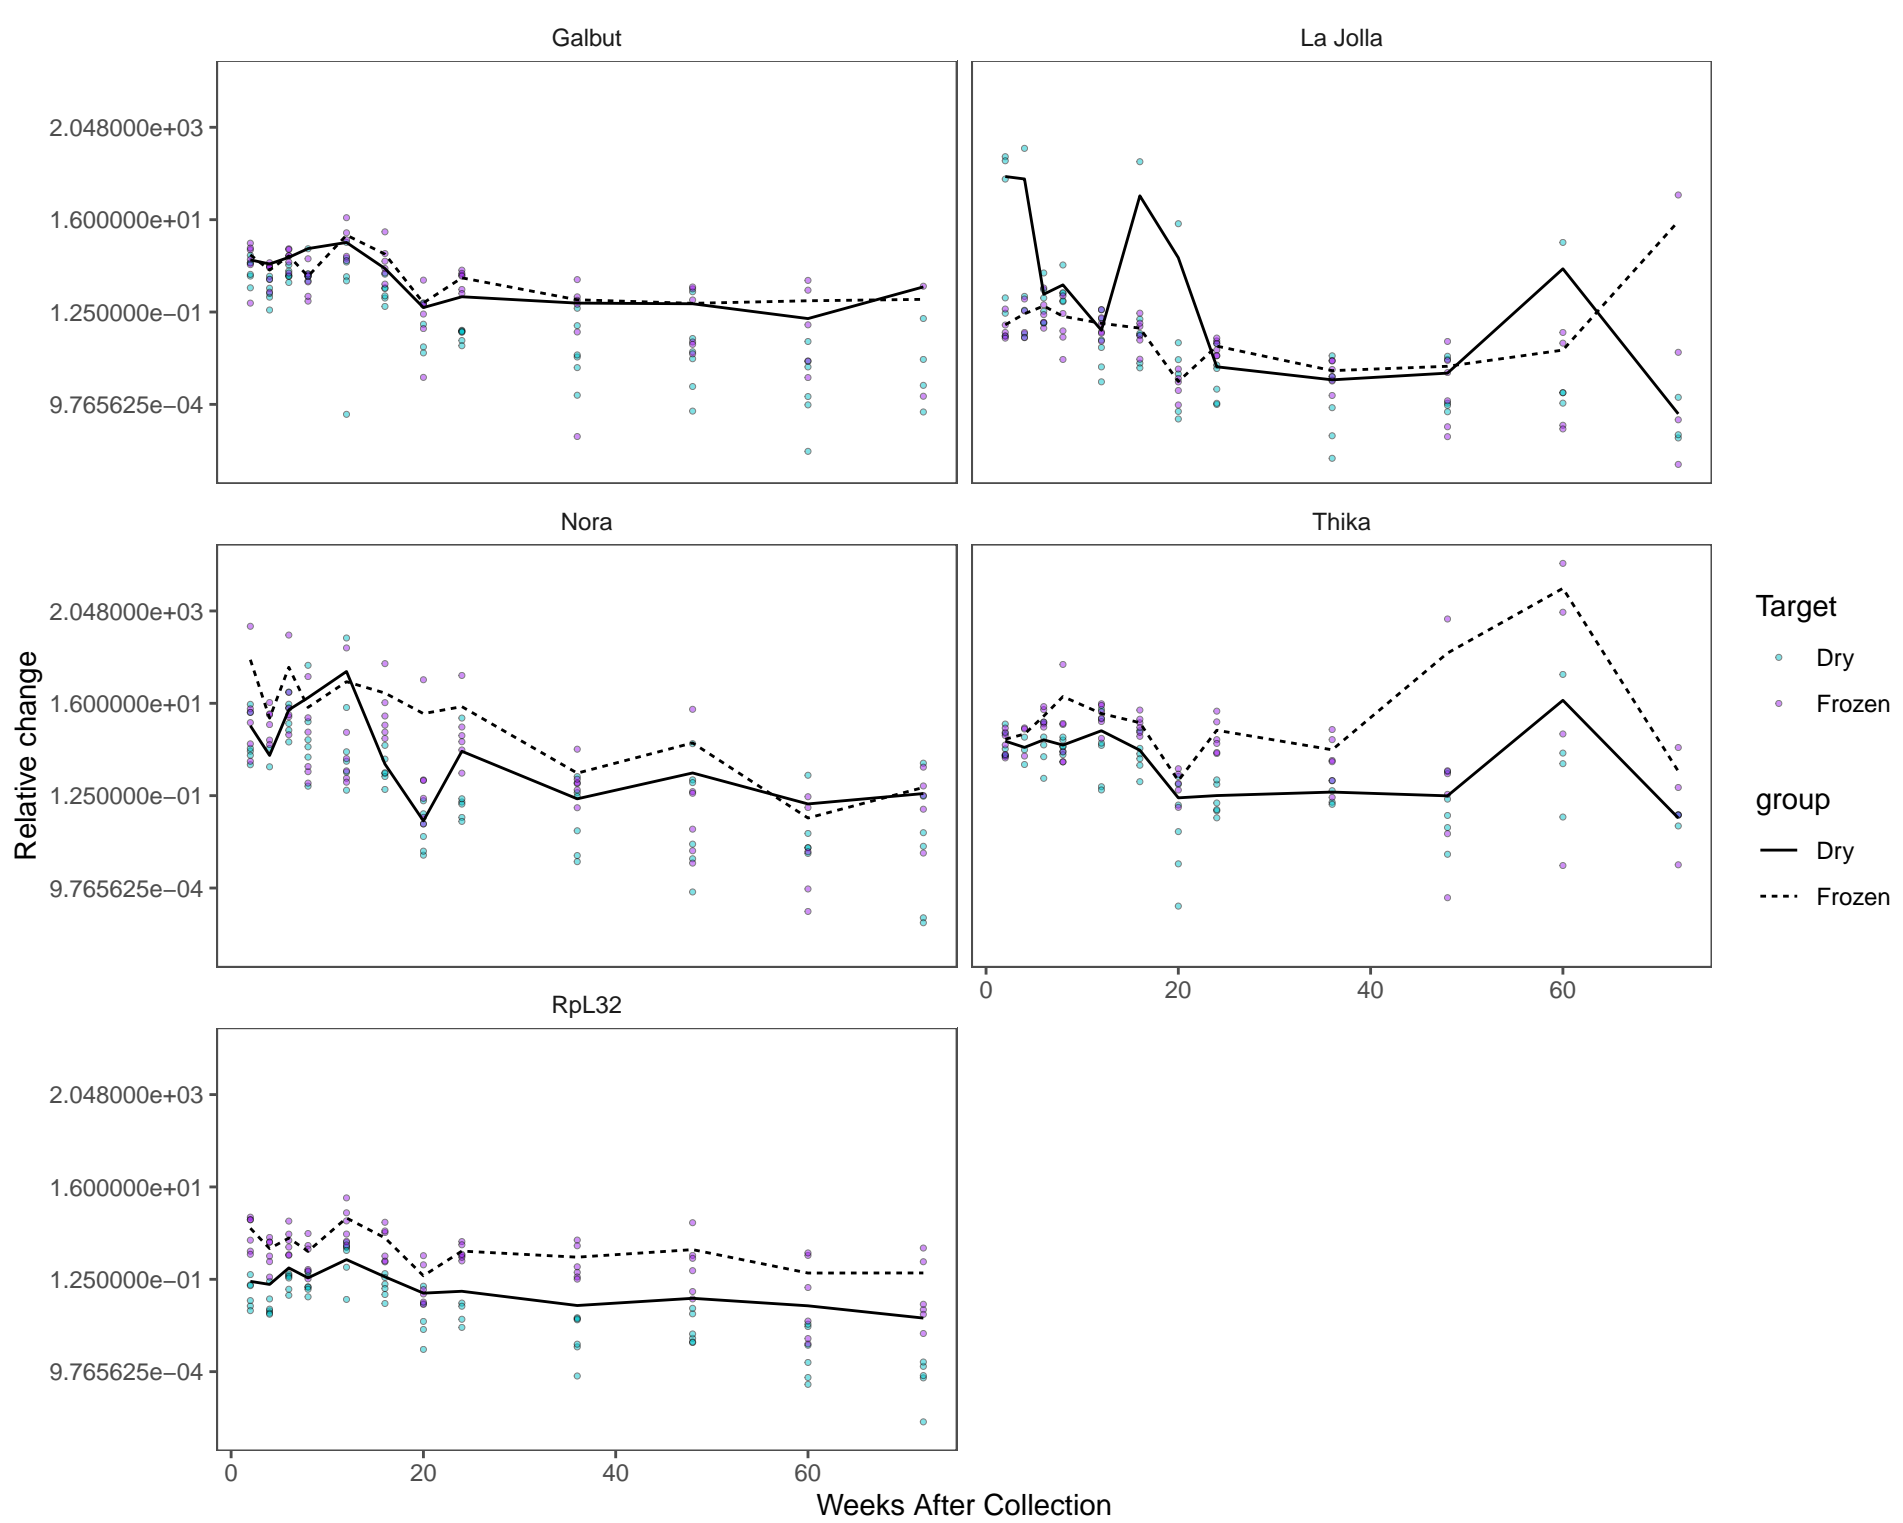 Galbut
La Jolla
2.048000e+03
1.600000e+01
1.250000e−01
9.765625e−04
Nora
Thika
2.048000e+03
1.600000e+01
1.250000e−01
9.765625e−04
0 20 40 60
RpL32
2.048000e+03
1.600000e+01
1.250000e−01
9.765625e−04
0 20 40 60
Relative change
Weeks After Collection
Target
Dry
Frozen
group
Dry
Frozen